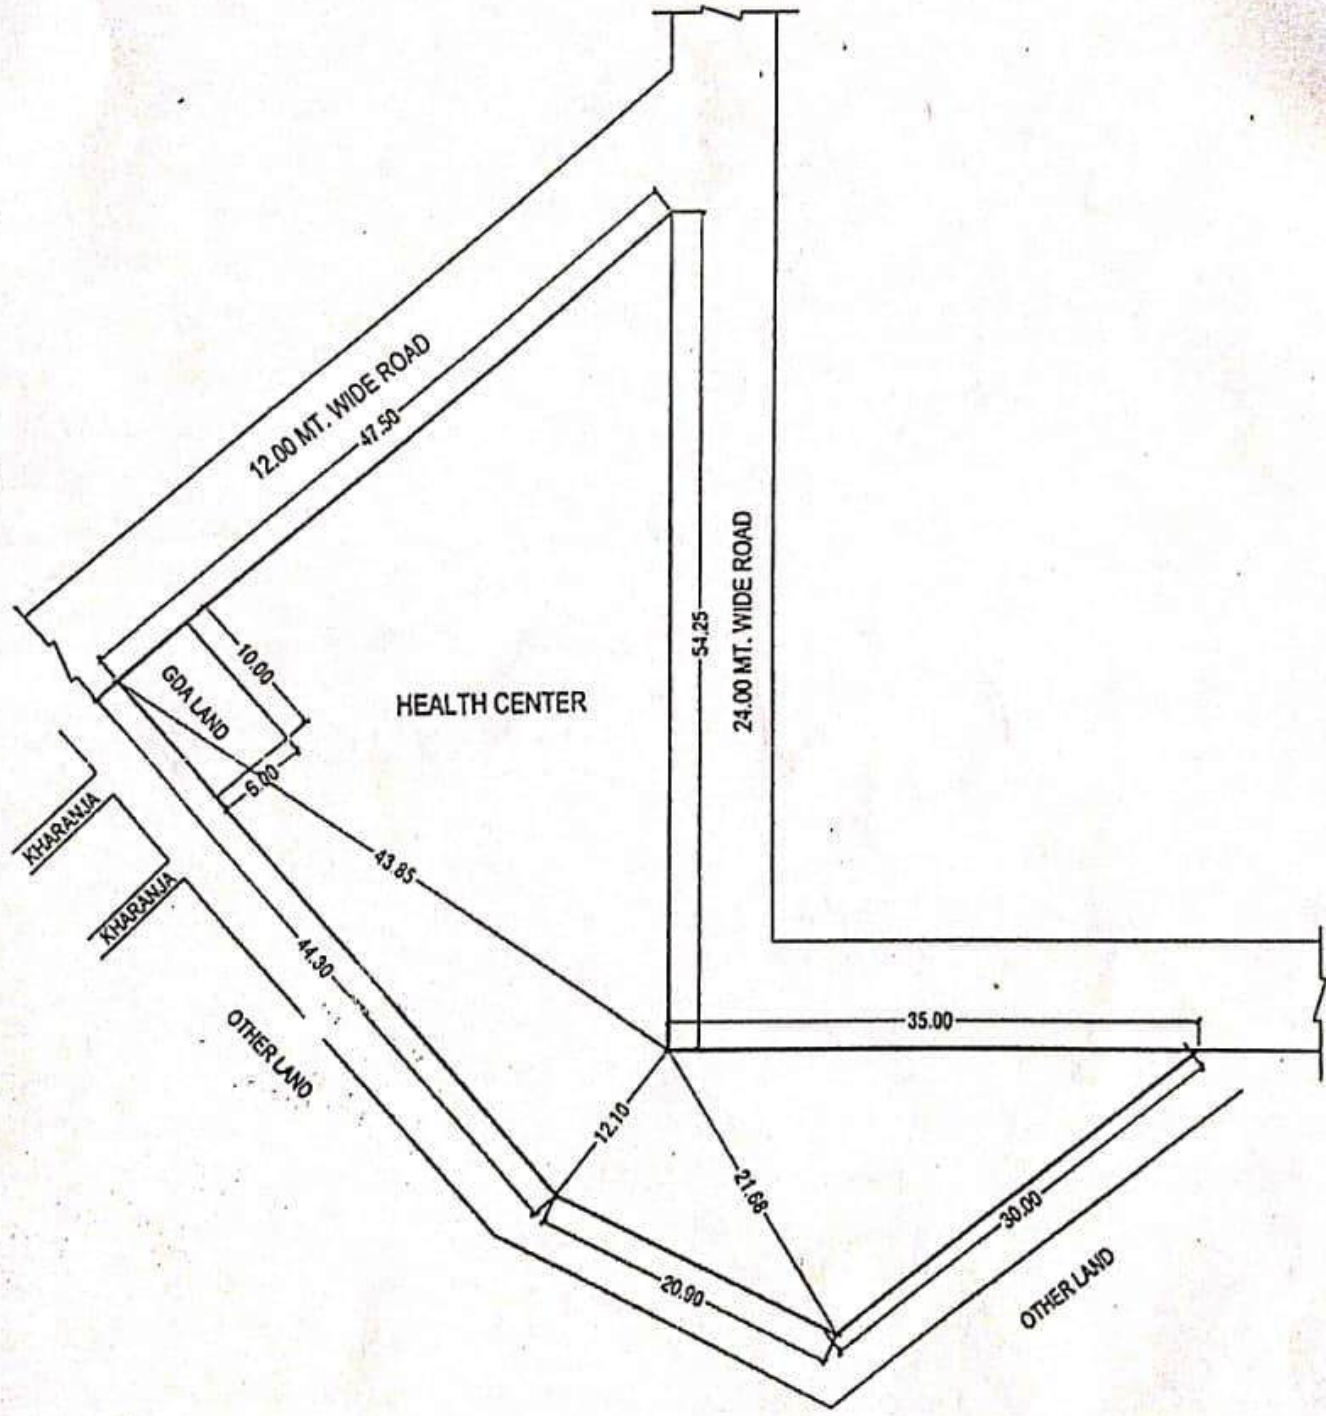 12.00 MT. WIDE ROAD
47.50
54.25
24.00 MT. WIDE ROAD
10.00
GDA LAND
HEALTH CENTER
6.00
KHARANJA
43.85
KHARANJA
44.30
OTHER LAND
35.00
12.10
21.68
30.00
20.90
OTHER LAND